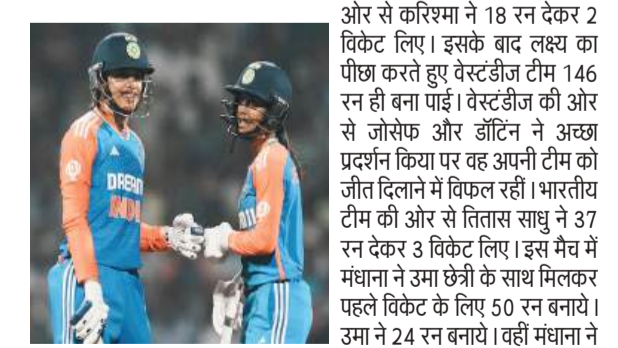 DREAM
INDIA
ओर से करिश्मा ने 18 रन देकर 2
विकेट लिए। इसके बाद लक्ष्य का
पीछा करते हुए वेस्टंडीज टीम 146
रन ही बना पाई। वेस्टंडीज की ओर
से जोसेफ और डॉटिन ने अच्छा
प्रदर्शन किया पर वह अपनी टीम को
जीत दिलाने में विफल रहीं। भारतीय
टीम की ओर से तितास साधु ने 37
रन देकर 3 विकेट लिए। इस मैच में
मंधाना ने उमा छेत्री के साथ मिलकर
पहले विकेट के लिए 50 रन बनाये।
उमा ने 24 रन बनाये। वहीं मंधाना ने